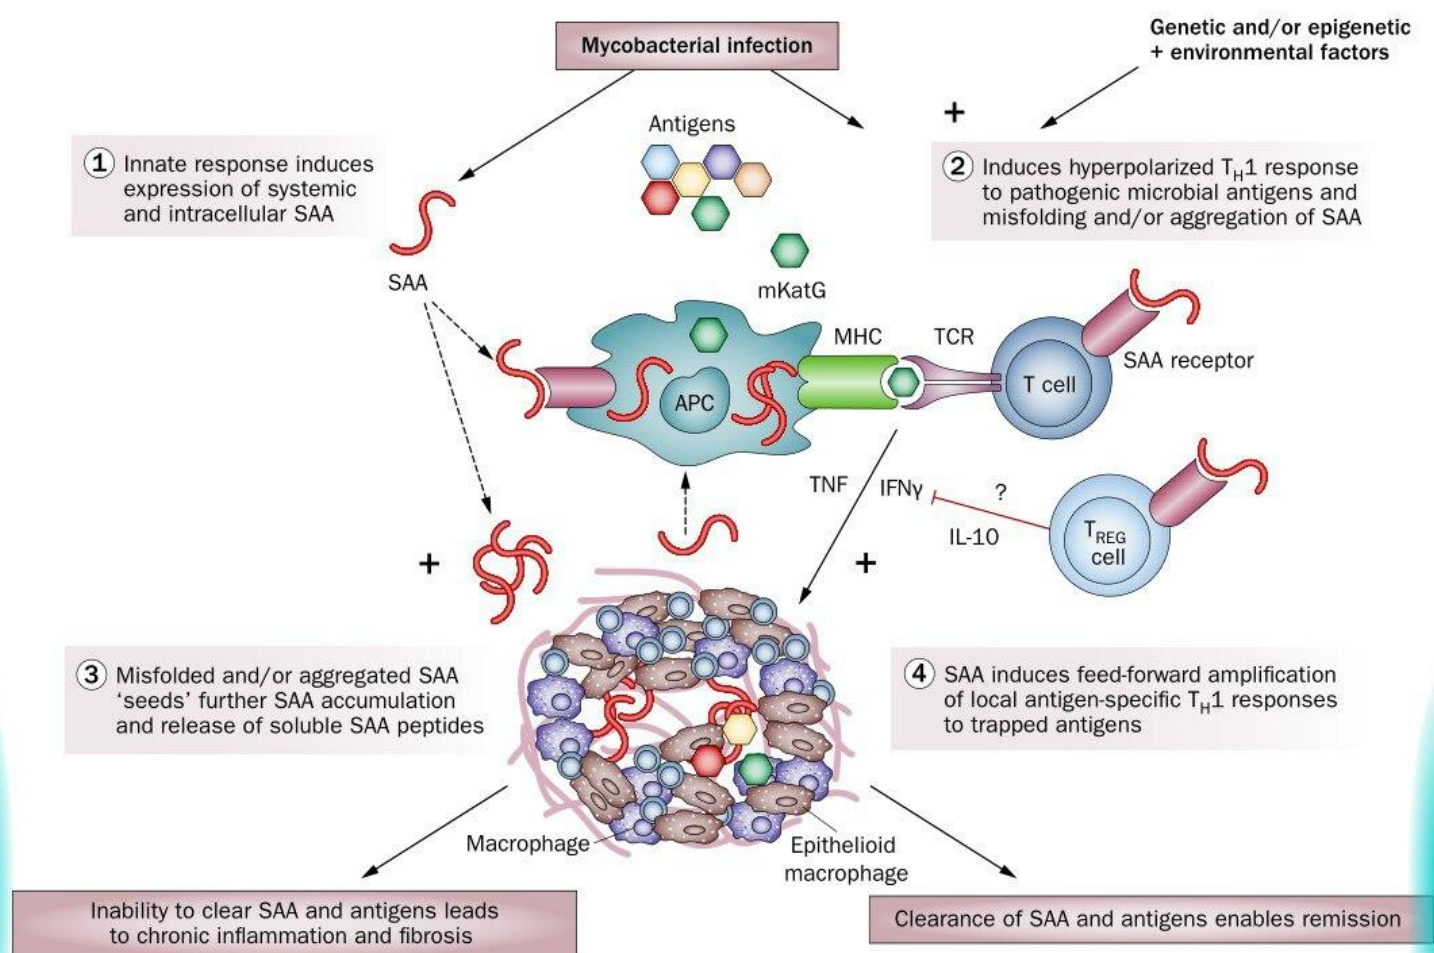 Mycobacterial infection
Genetic and/or epigenetic
+ environmental factors
+
Antigens
1 Innate response induces
expression of systemic
and intracellular SAA
2 Induces hyperpolarized TH1 response
to pathogenic microbial antigens and
misfolding and/or aggregation of SAA
SAA
mKatG
MHC
TCR
SAA receptor
APC
T cell
TNF
IFNγ
?
IL-10
TREG
cell
+
+
3 Misfolded and/or aggregated SAA
‘seeds’ further SAA accumulation
and release of soluble SAA peptides
4 SAA induces feed-forward amplification
of local antigen-specific TH1 responses
to trapped antigens
Macrophage
Epithelioid
macrophage
Inability to clear SAA and antigens leads
to chronic inflammation and fibrosis
Clearance of SAA and antigens enables remission